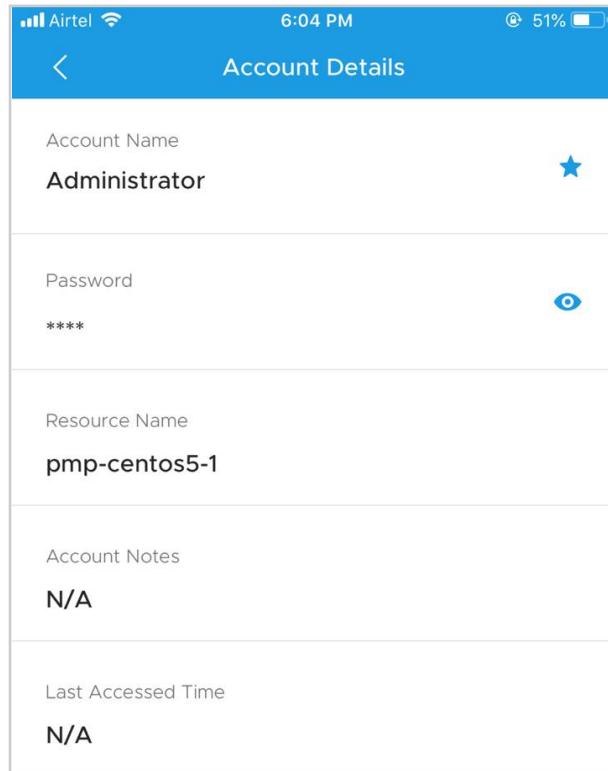 Airtel 6:04 PM 51%
Account Details
Account Name
Administrator
Password
****
Resource Name
pmp-centos5-1
Account Notes
N/A
Last Accessed Time
N/A